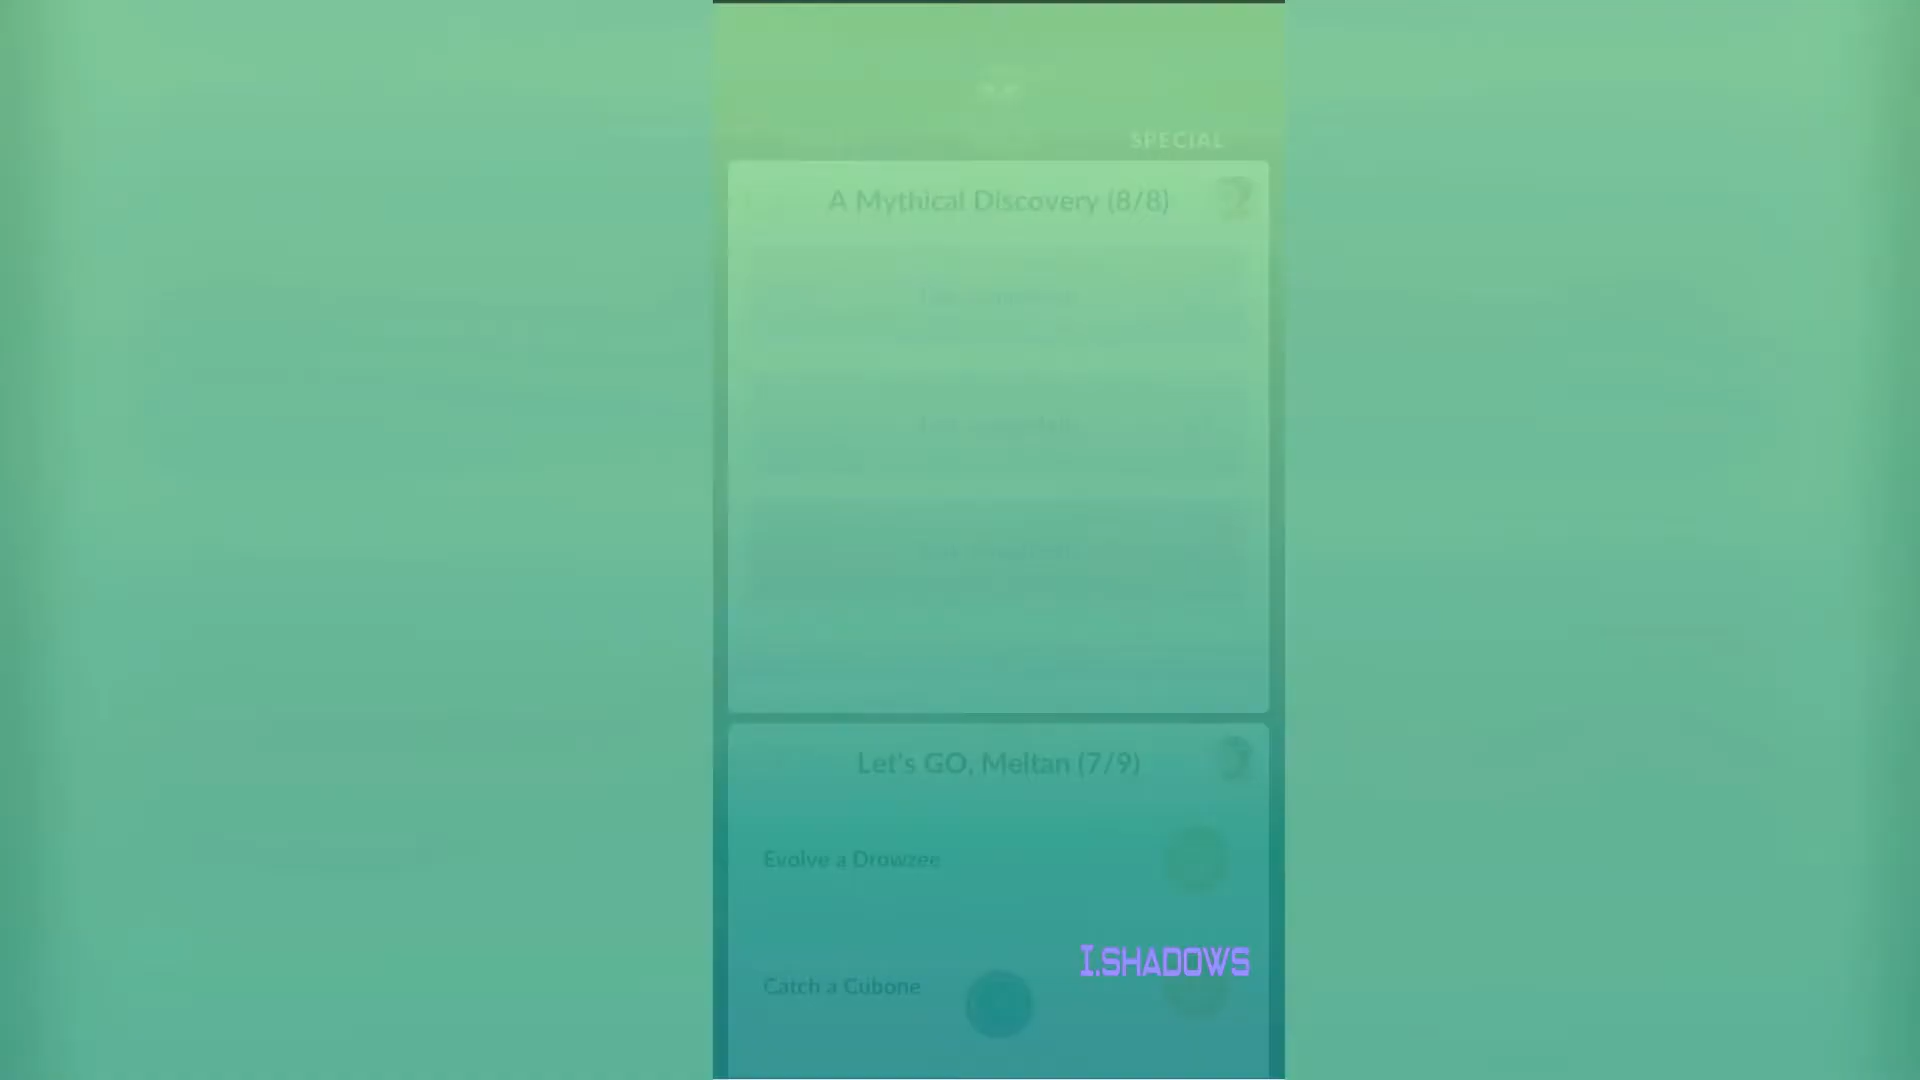 SPECIAL
A Mythical Discovery (8/8)
Let's GO, Meltan (7/9)
Evolve a Drowzee
I.SHADOWS
Catch a Cubone